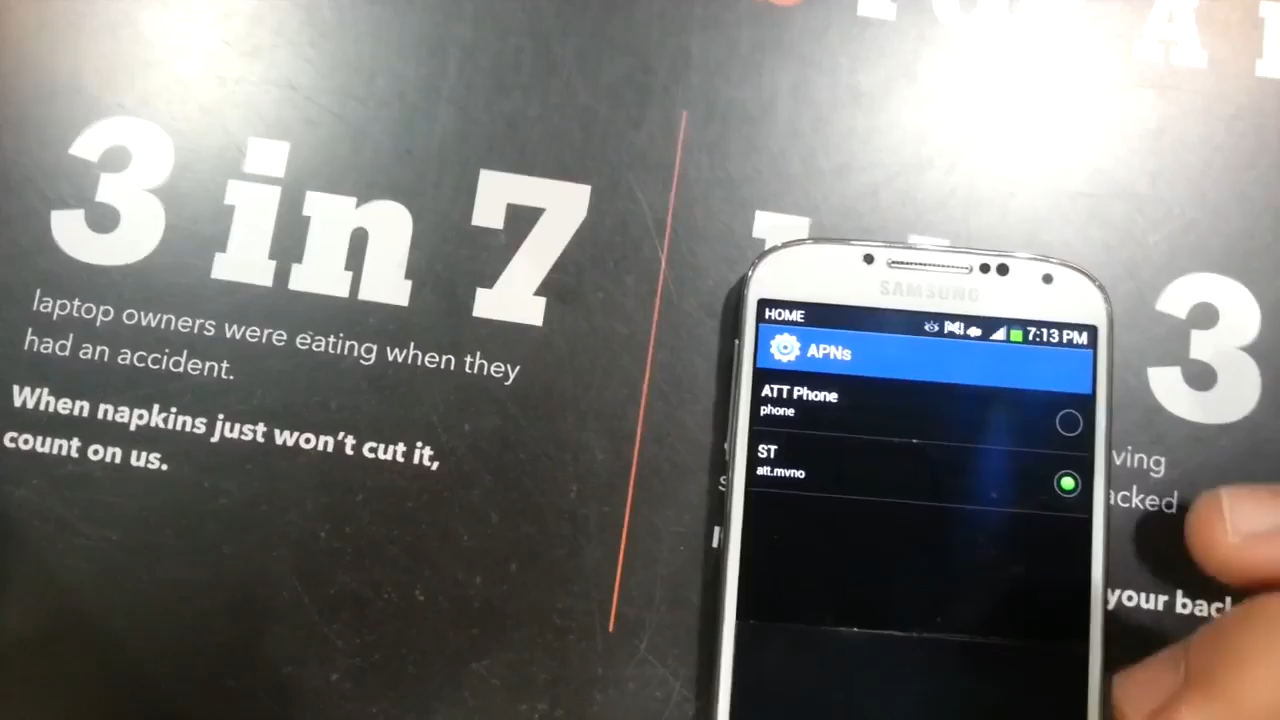 3 in 7
laptop owners were eating when they
had an accident.
When napkins just won't cut it,
count on us.
3
ving
acked
your back
SAMSUNG
HOME
7:13 PM
APNs
ATT Phone
phone
ST
att.mvno